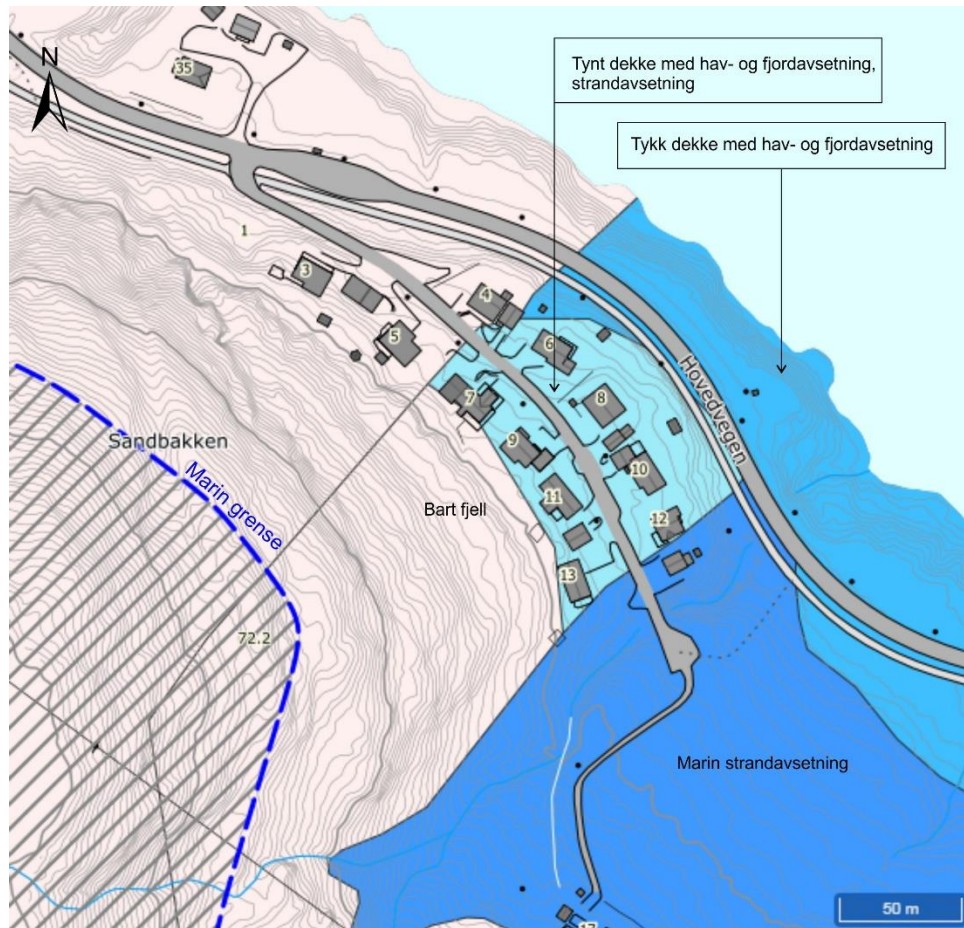 35
N
Tynt dekke med hav- og fjordavsetning,
strandavsetning
Tykk dekke med hav- og fjordavsetning
1
3
4
5
6
Hovedvegen
7
8
9
10
Sandbakken
Marin grense
Bart fjell
11
12
13
72.2
Marin strandavsetning
50 m
17